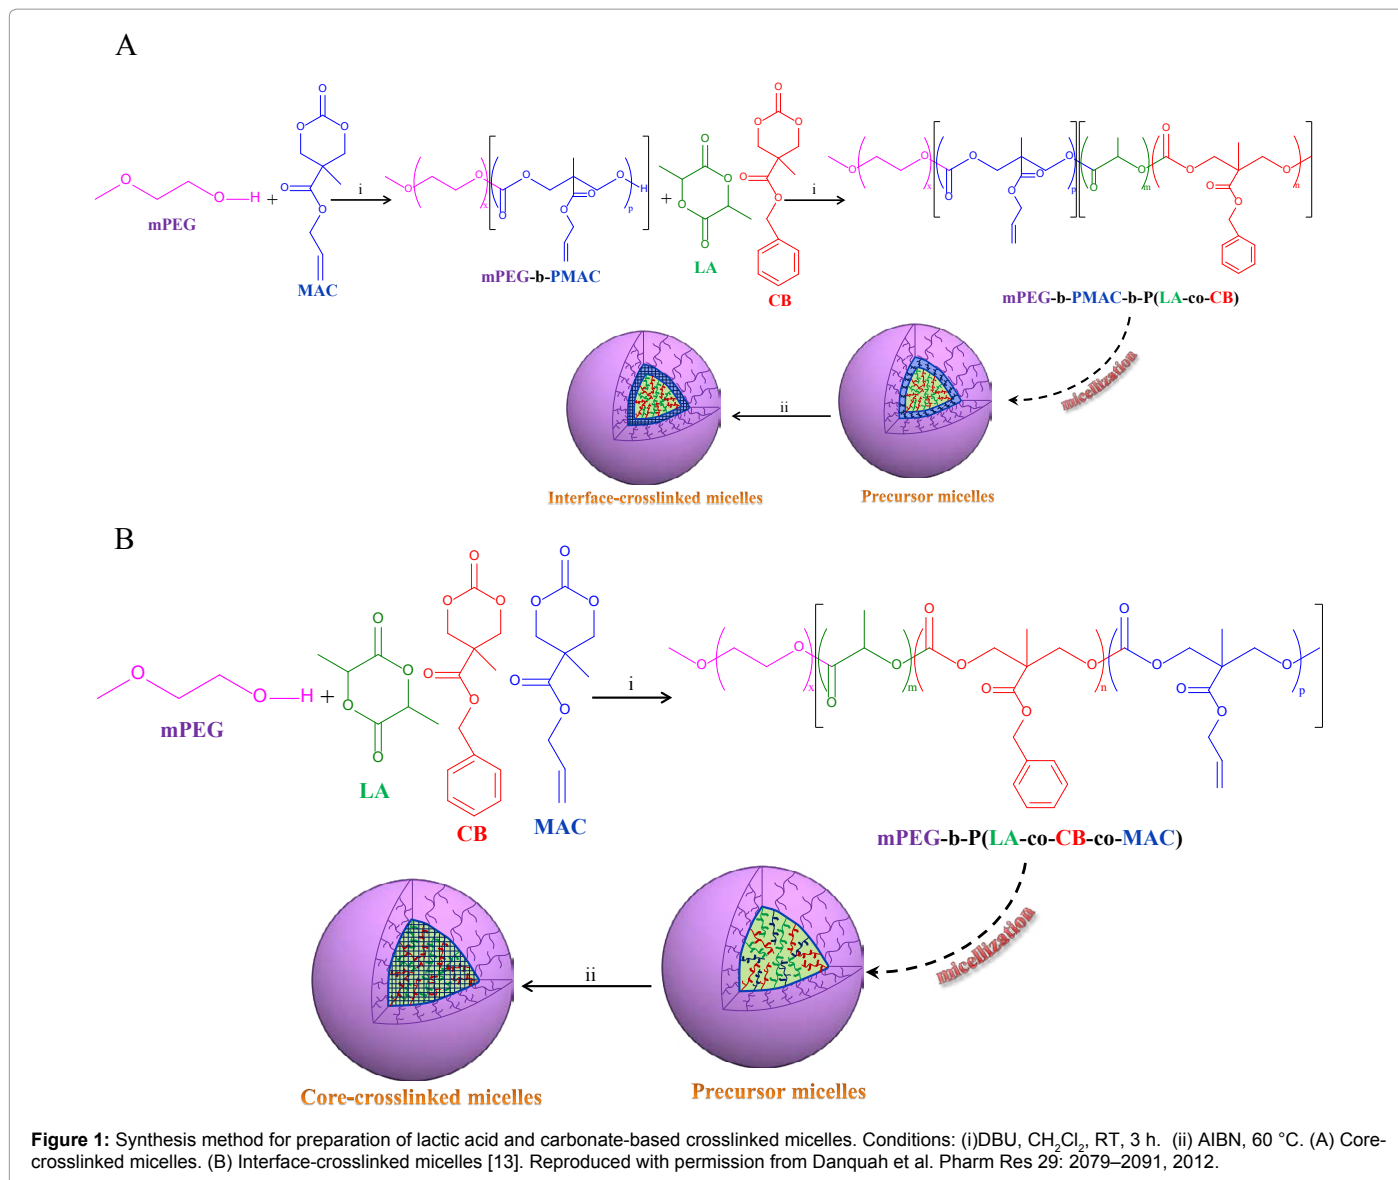 A
O
O
O
O
O
O
O
H
+
mPEG
MAC
i
O
O
x
O
O
O
O
O
O
p
H
mPEG-b-PMAC
+
O
O
O
O
LA
O
O
O
O
O
CB
i
O
O
x
O
O
O
O
O
O
p
O
O
m
O
O
O
O
O
n
mPEG-b-PMAC-b-P(LA-co-CB)
micellization
ii
Interface-crosslinked micelles
Precursor micelles
B
O
O
H
mPEG
+
O
O
O
O
LA
O
O
O
O
O
CB
O
O
O
O
O
MAC
i
O
O
x
O
O
m
O
O
O
O
O
n
O
O
O
O
O
p
mPEG-b-P(LA-co-CB-co-MAC)
micellization
ii
Core-crosslinked micelles
Precursor micelles
Figure 1: Synthesis method for preparation of lactic acid and carbonate-based crosslinked micelles. Conditions: (i)DBU, CH₂Cl₂, RT, 3 h. (ii) AIBN, 60 °C. (A) Core-
crosslinked micelles. (B) Interface-crosslinked micelles [13]. Reproduced with permission from Danquah et al. Pharm Res 29: 2079–2091, 2012.